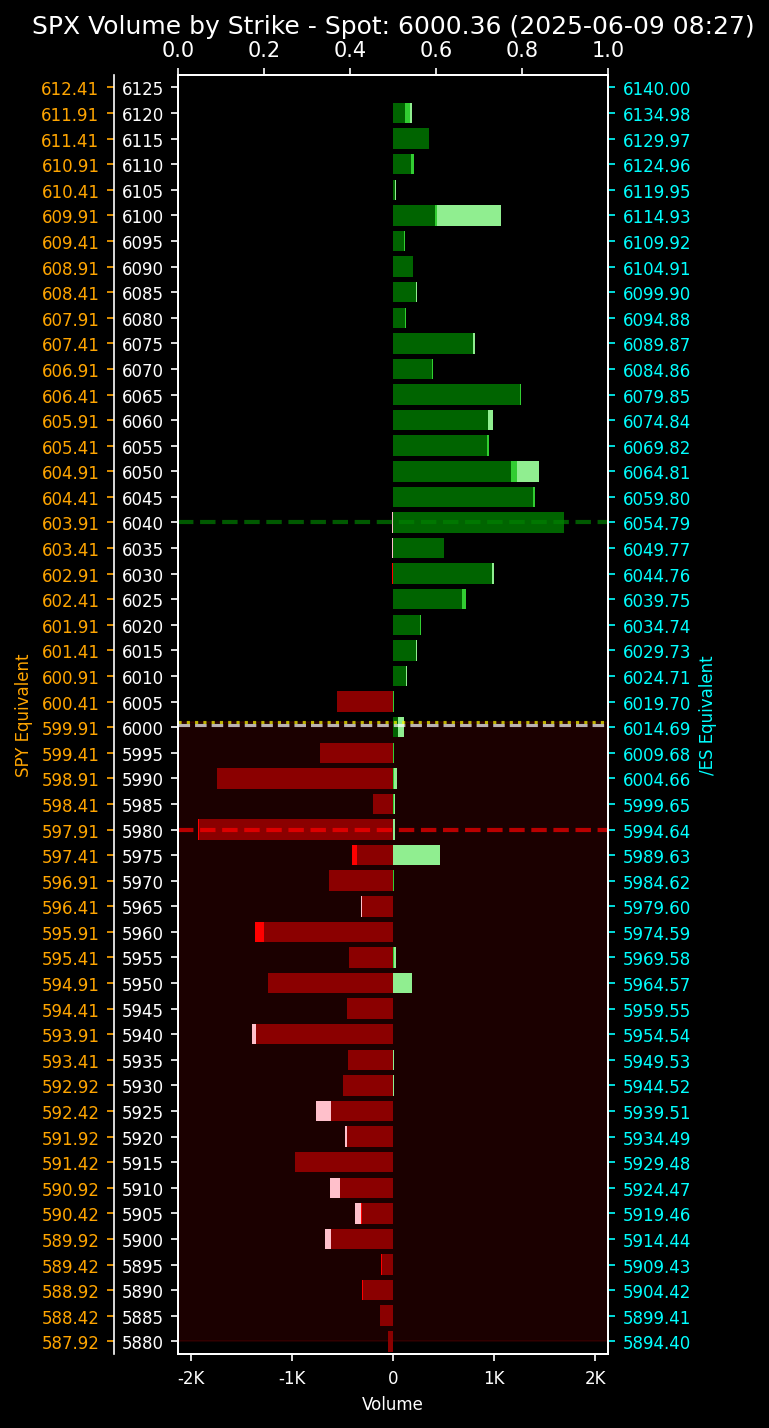 SPX Volume by Strike - Spot: 6000.36 (2025-06-09 08:27)
0.0 0.2 0.4 0.6 0.8 1.0
612.41 6125 6140.00
611.91 6120 6134.98
611.41 6115 6129.97
610.91 6110 6124.96
610.41 6105 6119.95
609.91 6100 6114.93
609.41 6095 6109.92
608.91 6090 6104.91
608.41 6085 6099.90
607.91 6080 6094.88
607.41 6075 6089.87
606.91 6070 6084.86
606.41 6065 6079.85
605.91 6060 6074.84
605.41 6055 6069.82
604.91 6050 6064.81
604.41 6045 6059.80
603.91 6040 6054.79
603.41 6035 6049.77
602.91 6030 6044.76
602.41 6025 6039.75
601.91 6020 6034.74
601.41 6015 6029.73
600.91 6010 6024.71
600.41 6005 6019.70
599.91 6000 6014.69
599.41 5995 6009.68
598.91 5990 6004.66
598.41 5985 5999.65
597.91 5980 5994.64
597.41 5975 5989.63
596.91 5970 5984.62
596.41 5965 5979.60
595.91 5960 5974.59
595.41 5955 5969.58
594.91 5950 5964.57
594.41 5945 5959.55
593.91 5940 5954.54
593.41 5935 5949.53
592.92 5930 5944.52
592.42 5925 5939.51
591.92 5920 5934.49
591.42 5915 5929.48
590.92 5910 5924.47
590.42 5905 5919.46
589.92 5900 5914.44
589.42 5895 5909.43
588.92 5890 5904.42
588.42 5885 5899.41
587.92 5880 5894.40
SPY Equivalent
/ES Equivalent
-2K -1K 0 1K 2K
Volume